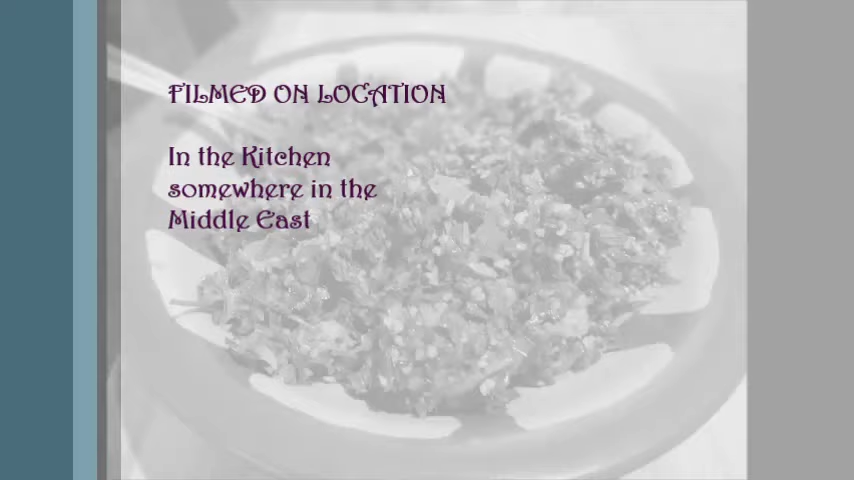 FILMED ON LOCATION
In the Kitchen
somewhere in the
Middle East